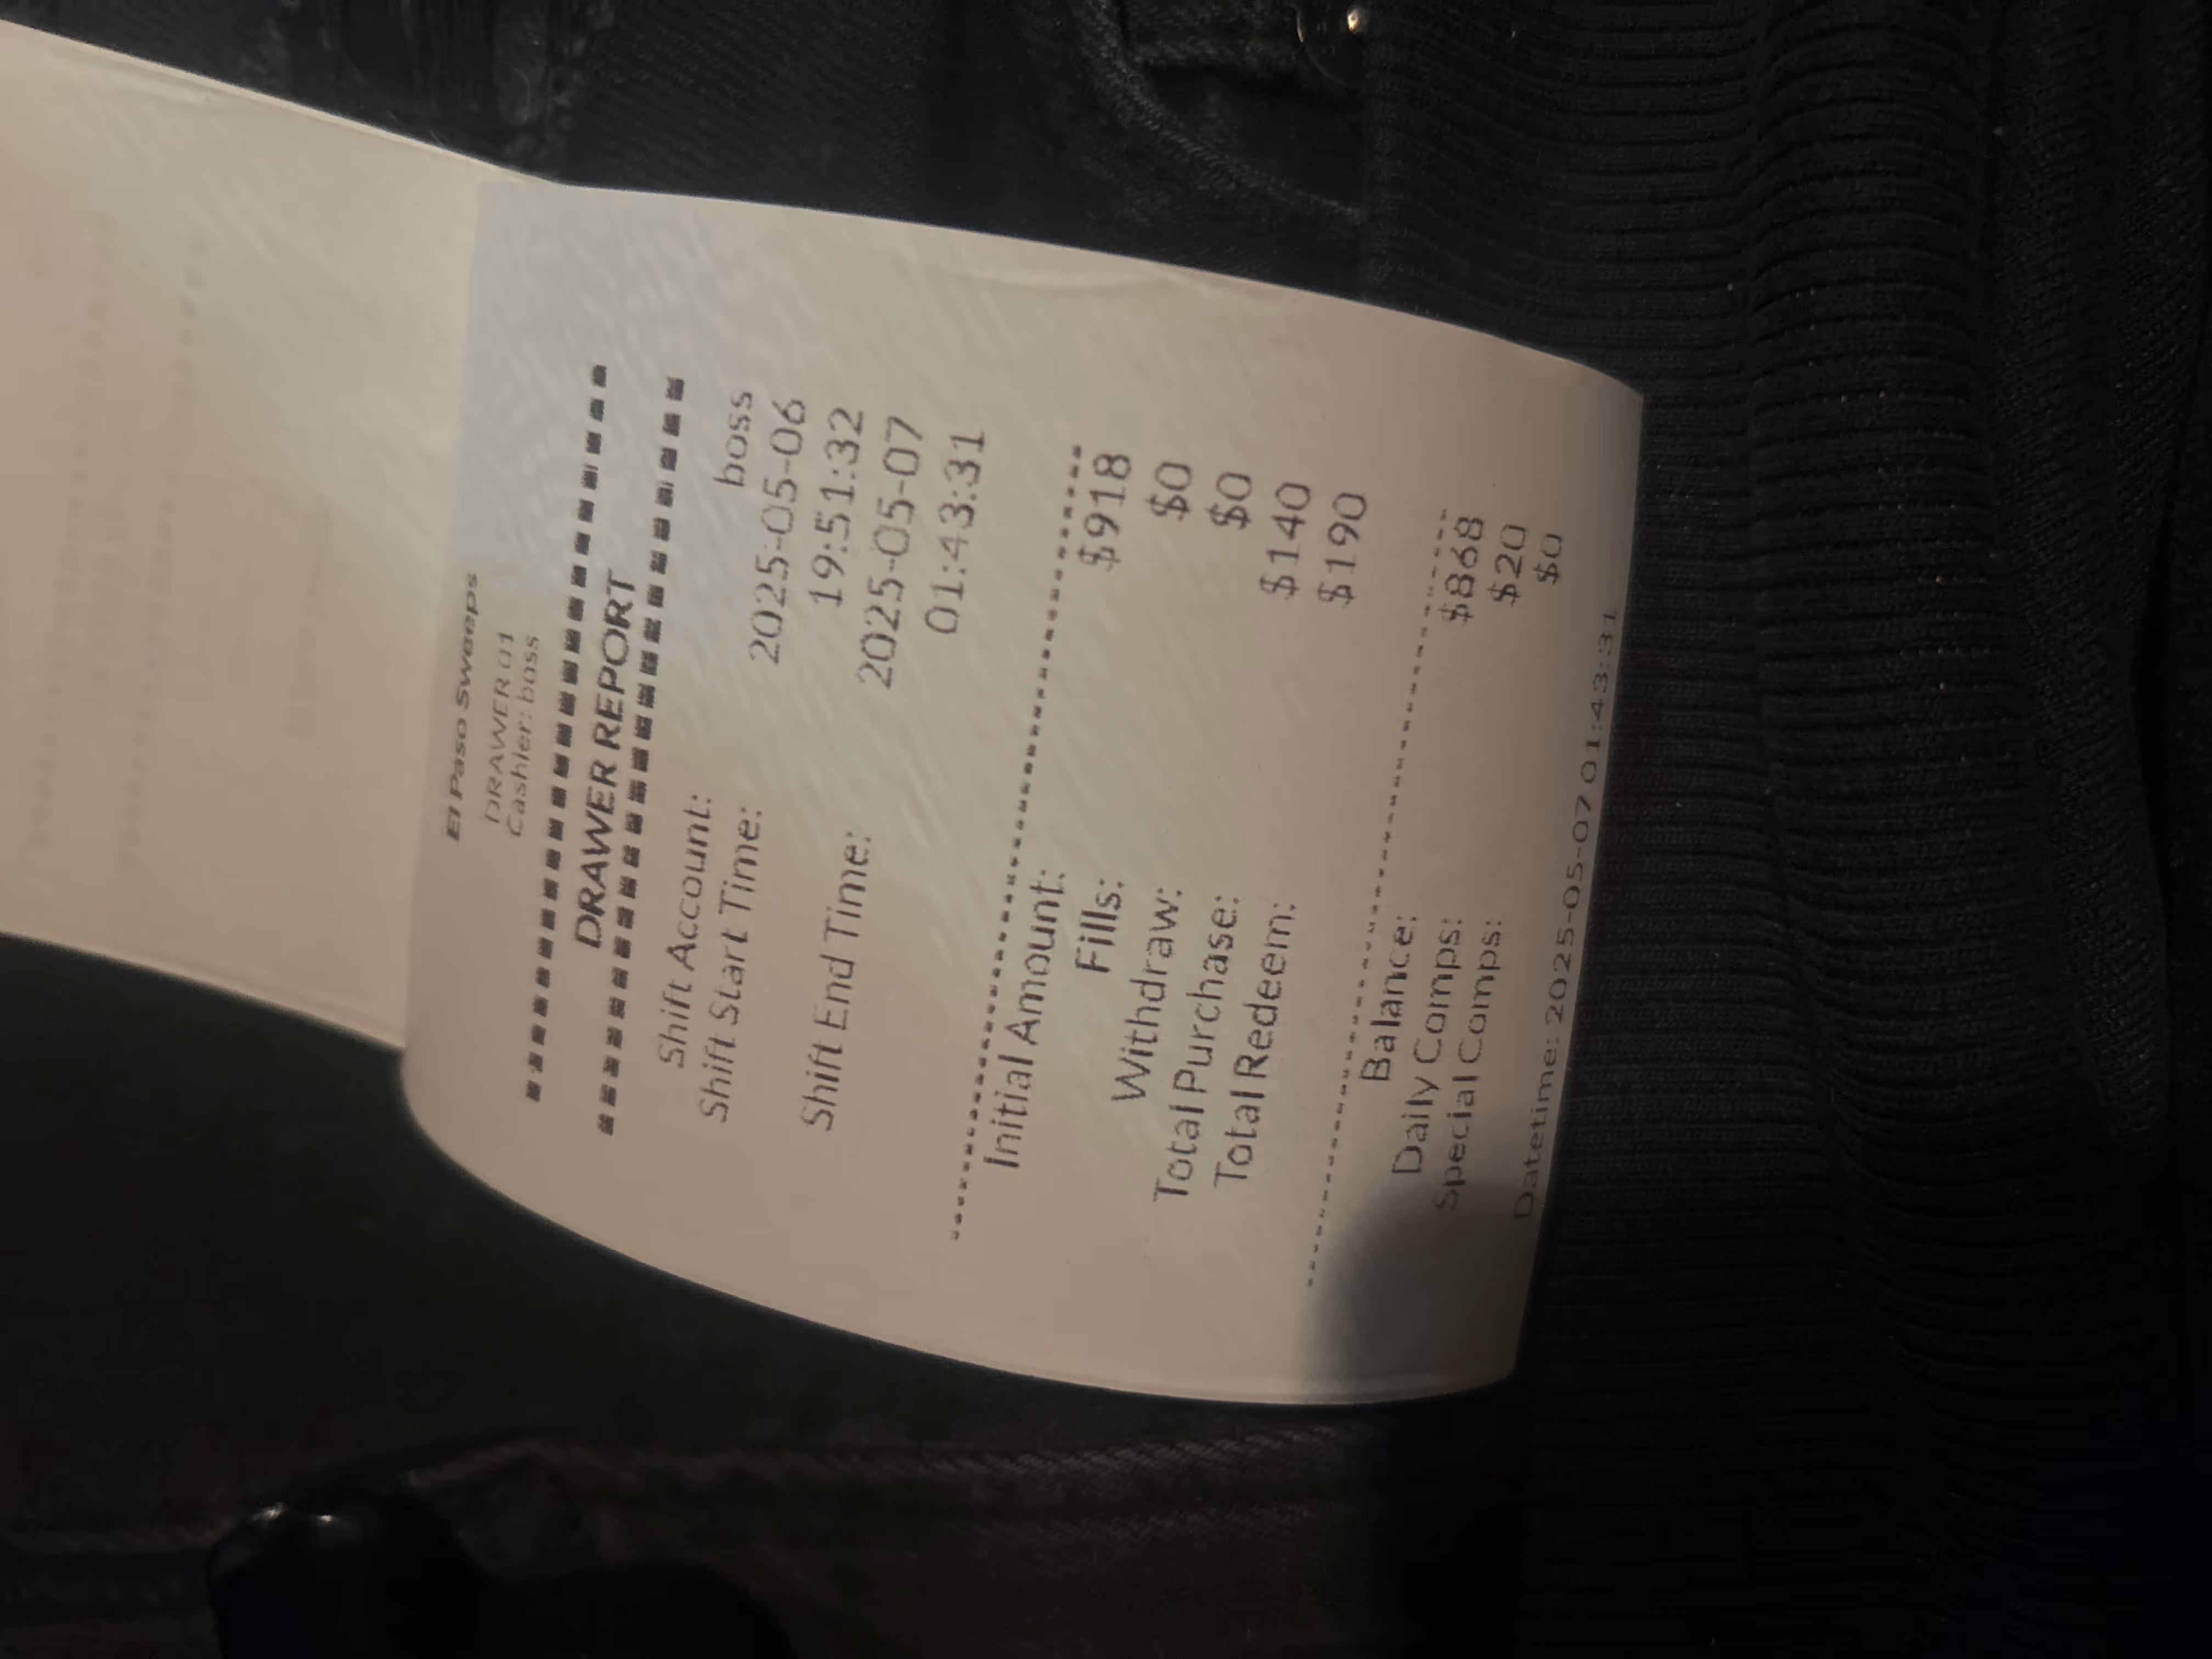 El Paso Sweeps
DRAWER 01
Cashier: boss
DRAWER REPORT
Shift Account: boss
Shift Start Time: 2025-05-06
19:51:32
Shift End Time: 2025-05-07
01:43:31
Initial Amount: $918
Fills: $0
Withdraw: $0
Total Purchase: $140
Total Redeem: $190
Balance: $868
Daily Comps: $20
Special Comps: $0
Datetime: 2025-05-07 01:43:31